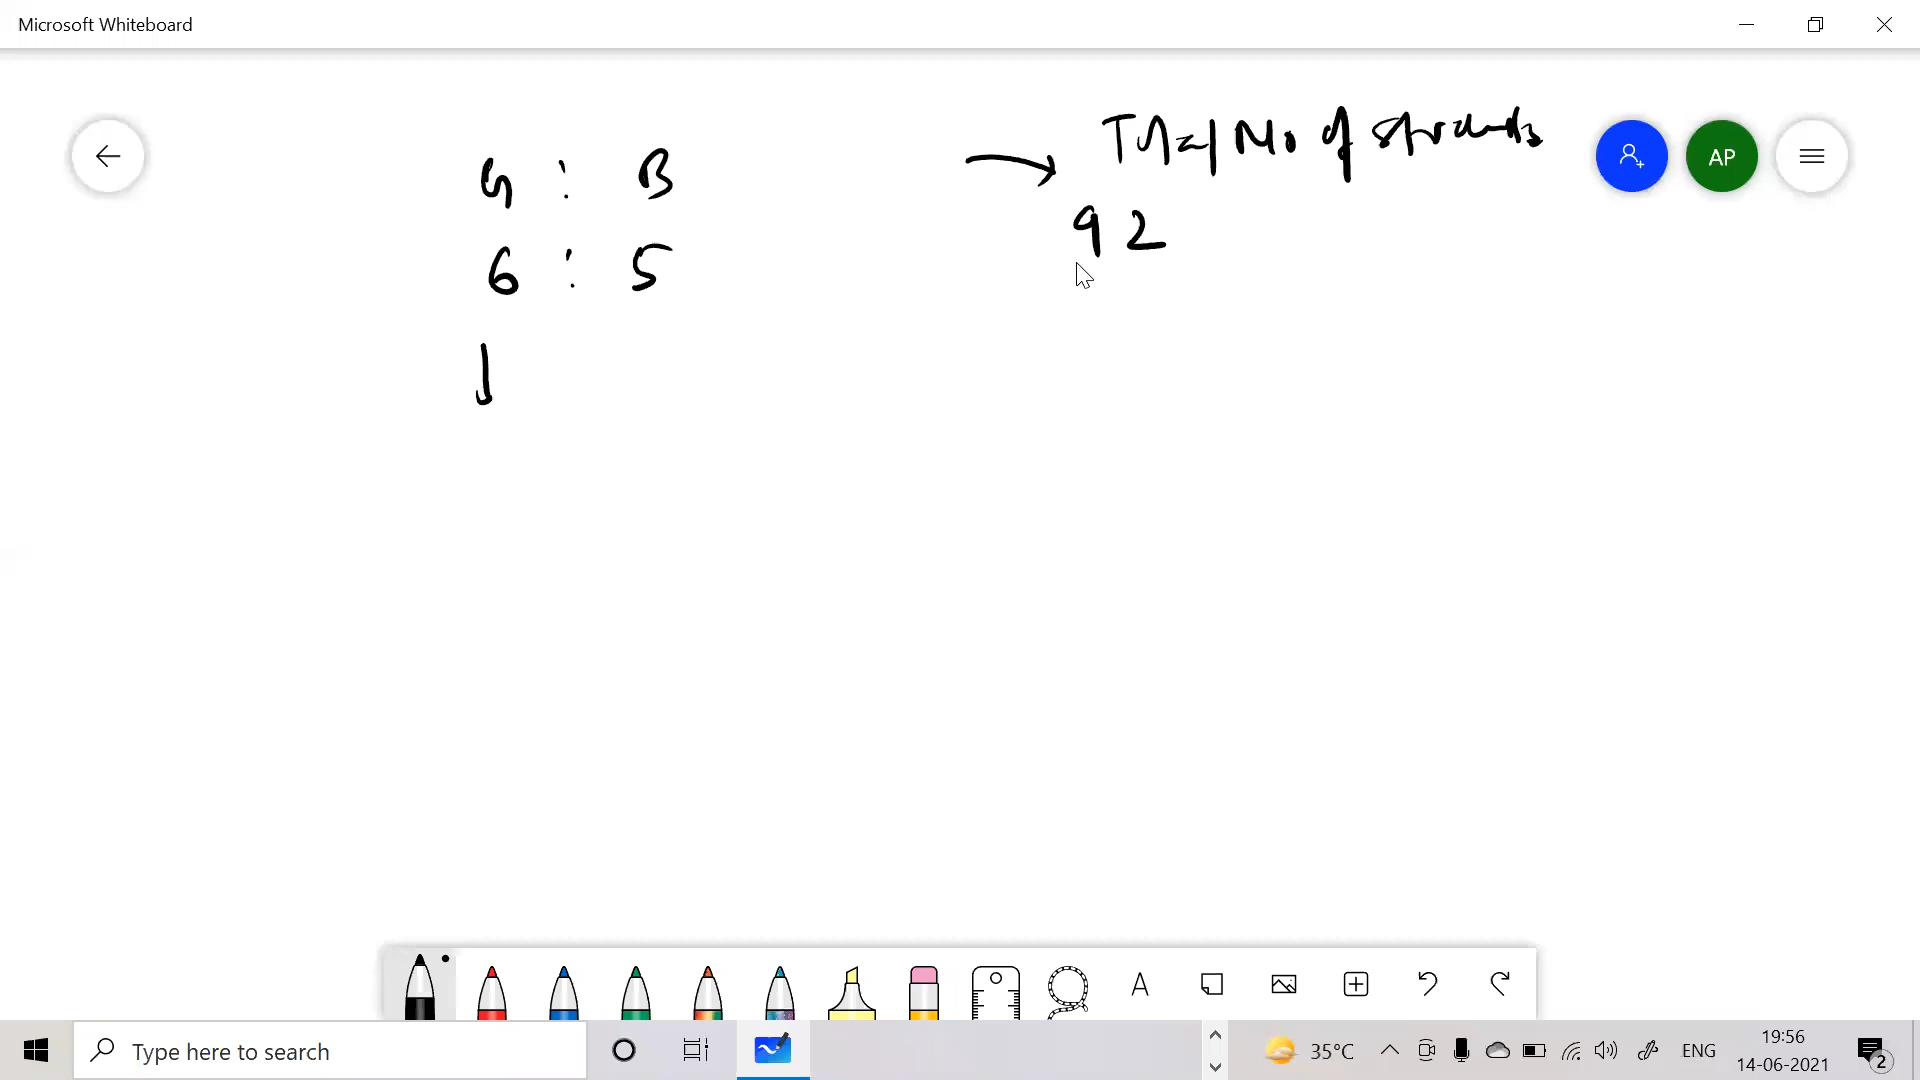 Microsoft Whiteboard
G : B
6 : 5
Total No of students
92
AP
A
Type here to search
35°C
ENG
19:56
14-06-2021
2